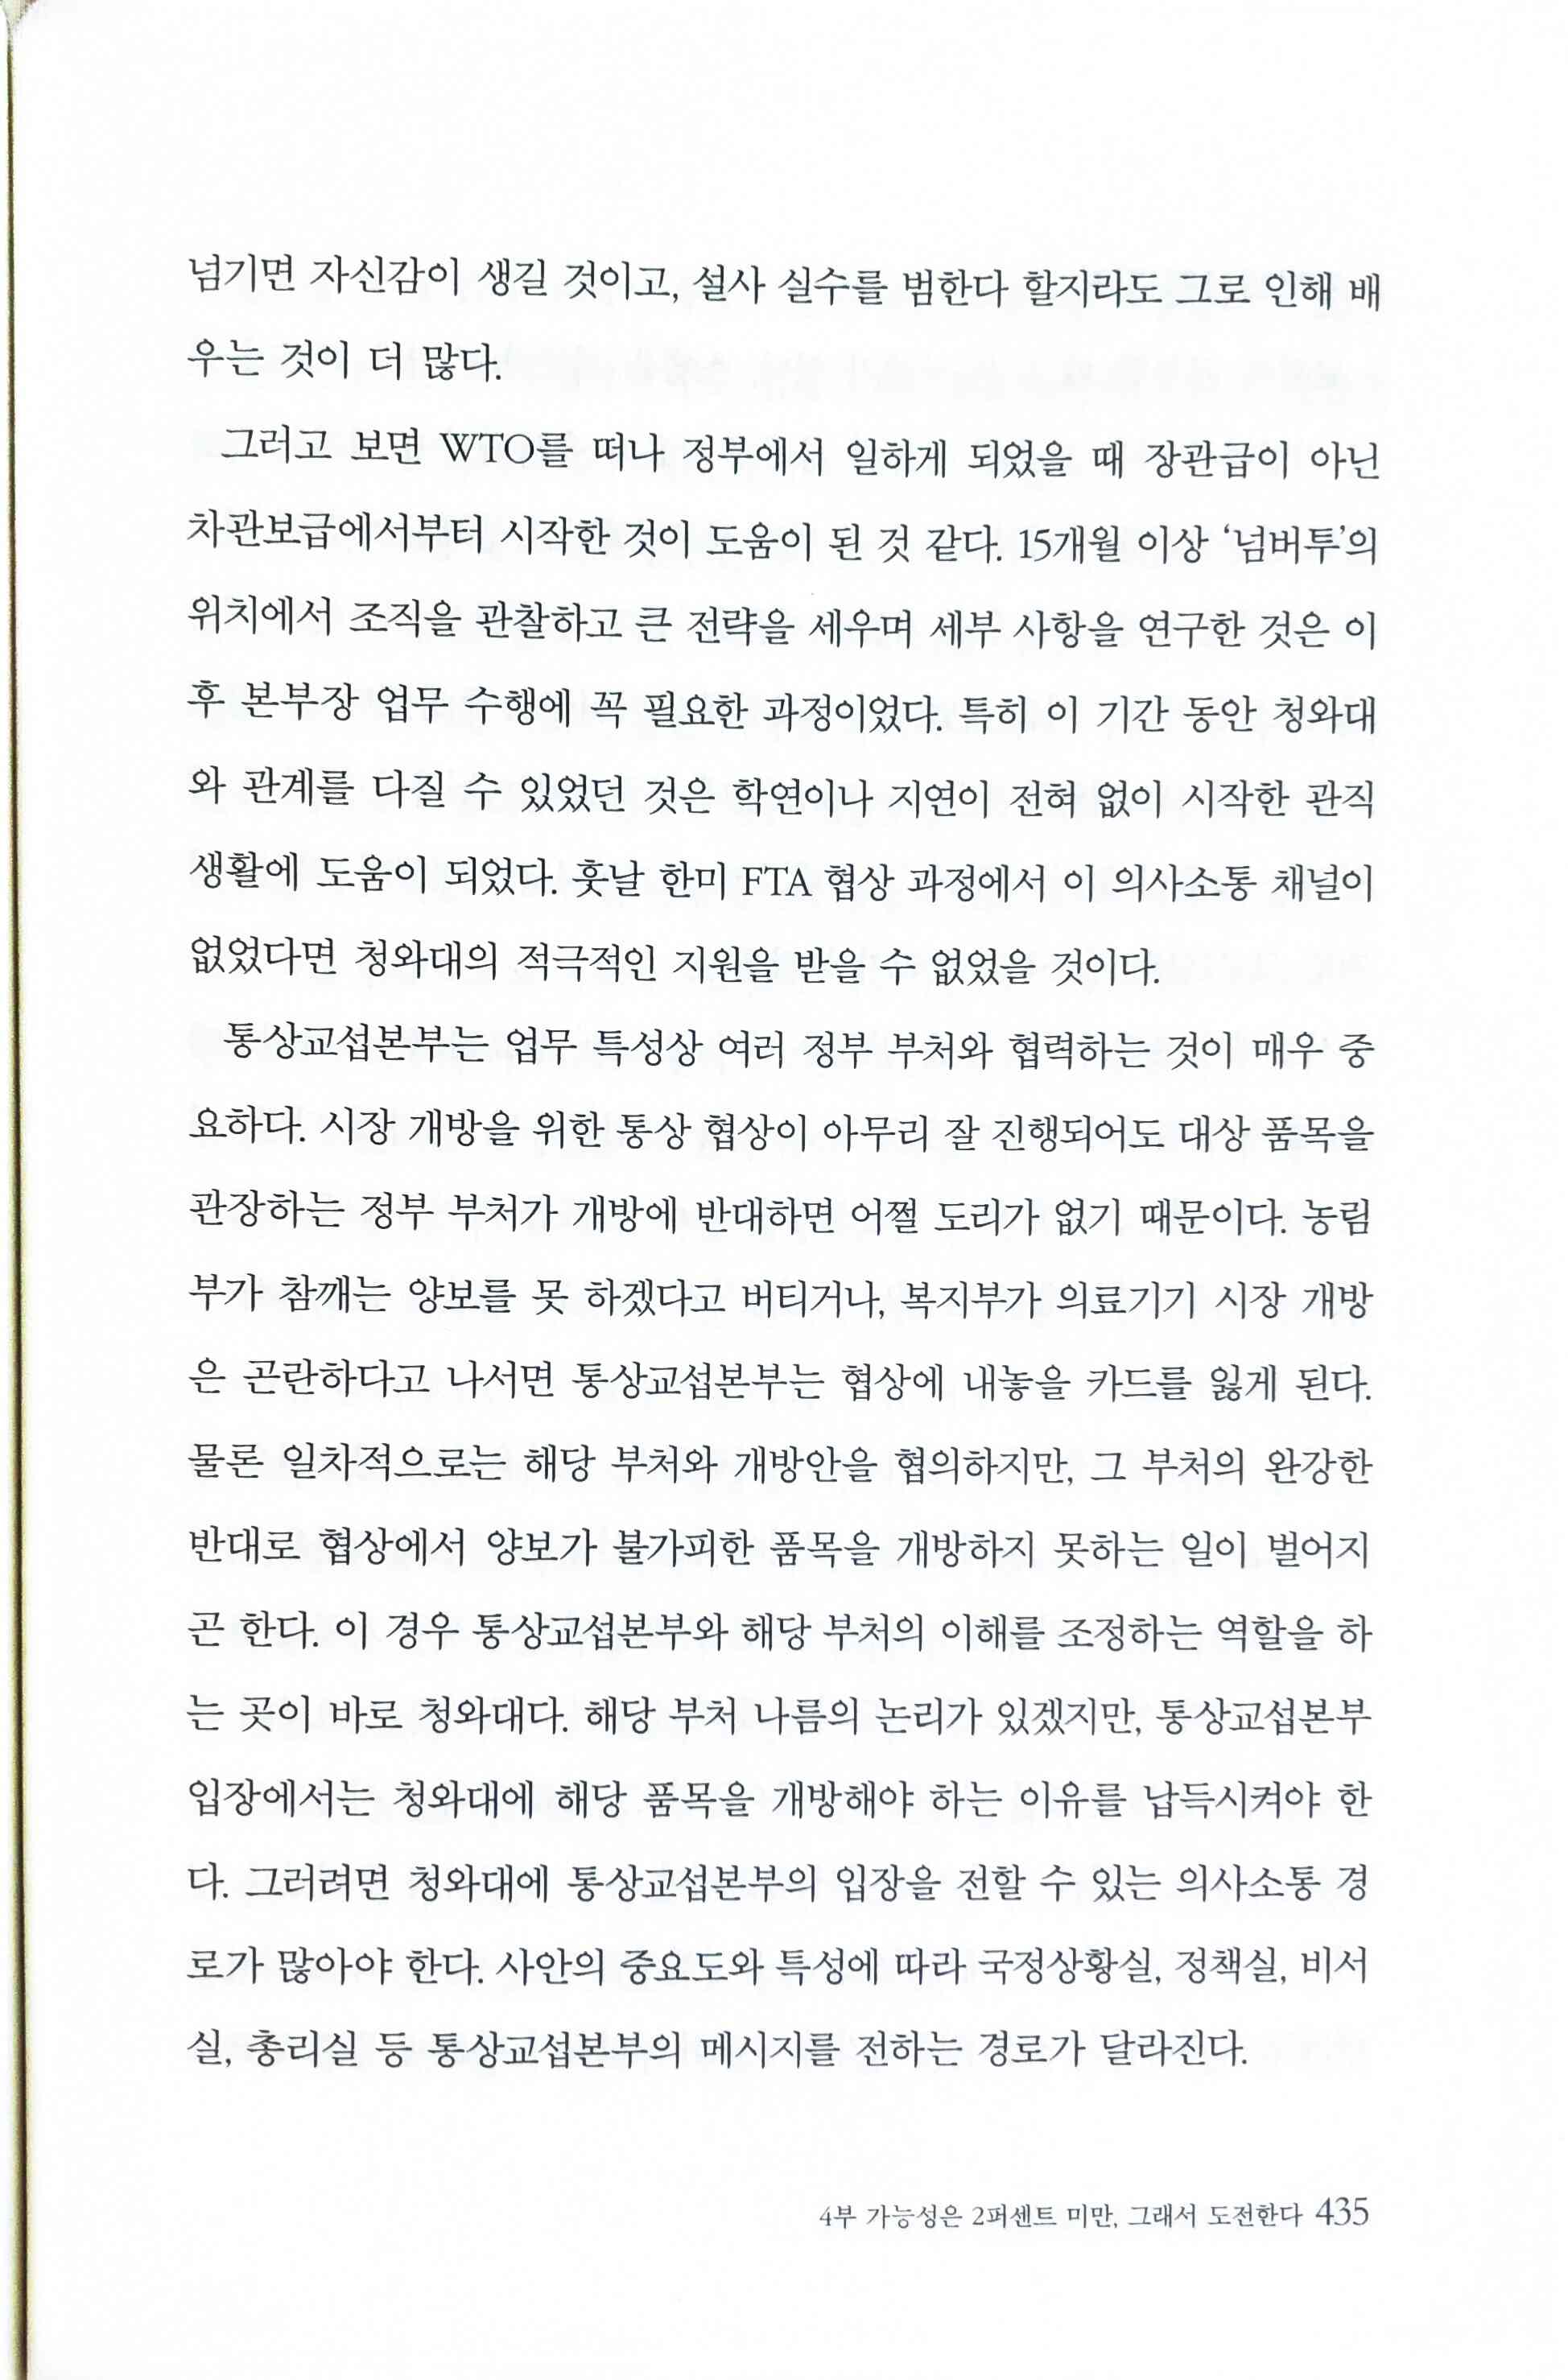 넘기면 자신감이 생길 것이고, 설사 실수를 범한다 할지라도 그로 인해 배
우는 것이 더 많다.
그러고 보면 WTO를 떠나 정부에서 일하게 되었을 때 장관급이 아닌
차관보급에서부터 시작한 것이 도움이 된 것 같다. 15개월 이상 ‘넘버투’의
위치에서 조직을 관찰하고 큰 전략을 세우며 세부 사항을 연구한 것은 이
후 본부장 업무 수행에 꼭 필요한 과정이었다. 특히 이 기간 동안 청와대
와 관계를 다질 수 있었던 것은 학연이나 지연이 전혀 없이 시작한 관직
생활에 도움이 되었다. 훗날 한미 FTA 협상 과정에서 이 의사소통 채널이
없었다면 청와대의 적극적인 지원을 받을 수 없었을 것이다.
통상교섭본부는 업무 특성상 여러 정부 부처와 협력하는 것이 매우 중
요하다. 시장 개방을 위한 통상 협상이 아무리 잘 진행되어도 대상 품목을
관장하는 정부 부처가 개방에 반대하면 어쩔 도리가 없기 때문이다. 농림
부가 참깨는 양보를 못 하겠다고 버티거나, 복지부가 의료기기 시장 개방
은 곤란하다고 나서면 통상교섭본부는 협상에 내놓을 카드를 잃게 된다.
물론 일차적으로는 해당 부처와 개방안을 협의하지만, 그 부처의 완강한
반대로 협상에서 양보가 불가피한 품목을 개방하지 못하는 일이 벌어지
곤 한다. 이 경우 통상교섭본부와 해당 부처의 이해를 조정하는 역할을 하
는 곳이 바로 청와대다. 해당 부처 나름의 논리가 있겠지만, 통상교섭본부
입장에서는 청와대에 해당 품목을 개방해야 하는 이유를 납득시켜야 한
다. 그러려면 청와대에 통상교섭본부의 입장을 전할 수 있는 의사소통 경
로가 많아야 한다. 사안의 중요도와 특성에 따라 국정상황실, 정책실, 비서
실, 총리실 등 통상교섭본부의 메시지를 전하는 경로가 달라진다.
4부 가능성은 2퍼센트 미만, 그래서 도전한다 435